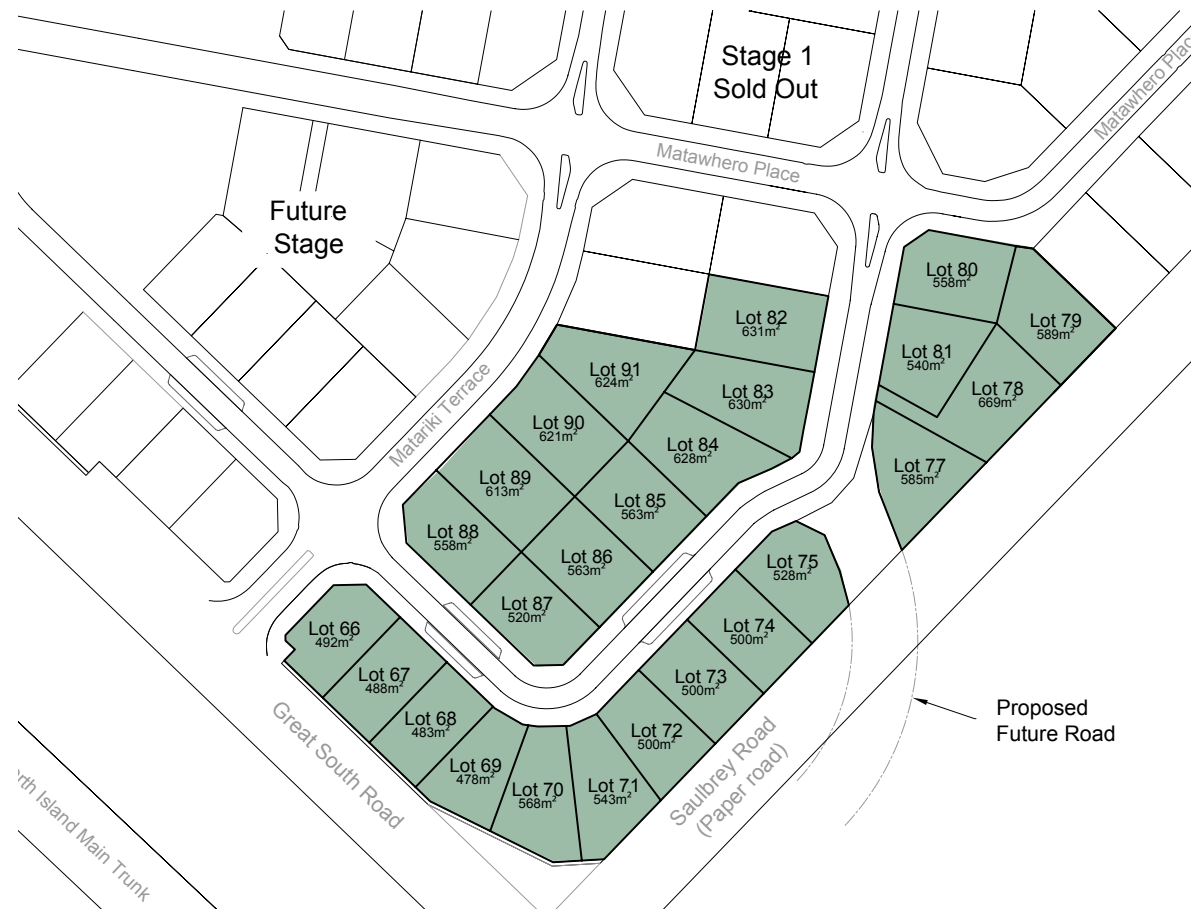 Stage 1
Sold Out
Matawhero Place
Matawhero Place
Future
Stage
Lot 80
558m²
Lot 79
589m²
Lot 82
631m²
Lot 81
540m²
Lot 78
669m²
Lot 91
624m²
Lot 83
630m²
Matariki Terrace
Lot 90
621m²
Lot 84
628m²
Lot 77
585m²
Lot 89
613m²
Lot 85
563m²
Lot 88
558m²
Lot 86
563m²
Lot 75
528m²
Lot 87
520m²
Lot 74
500m²
Lot 66
492m²
Lot 67
488m²
Lot 73
500m²
Lot 68
483m²
Lot 72
500m²
Lot 69
478m²
Lot 70
568m²
Lot 71
543m²
Great South Road
Saulbrey Road
(Paper road)
Proposed
Future Road
rth Island Main Trunk